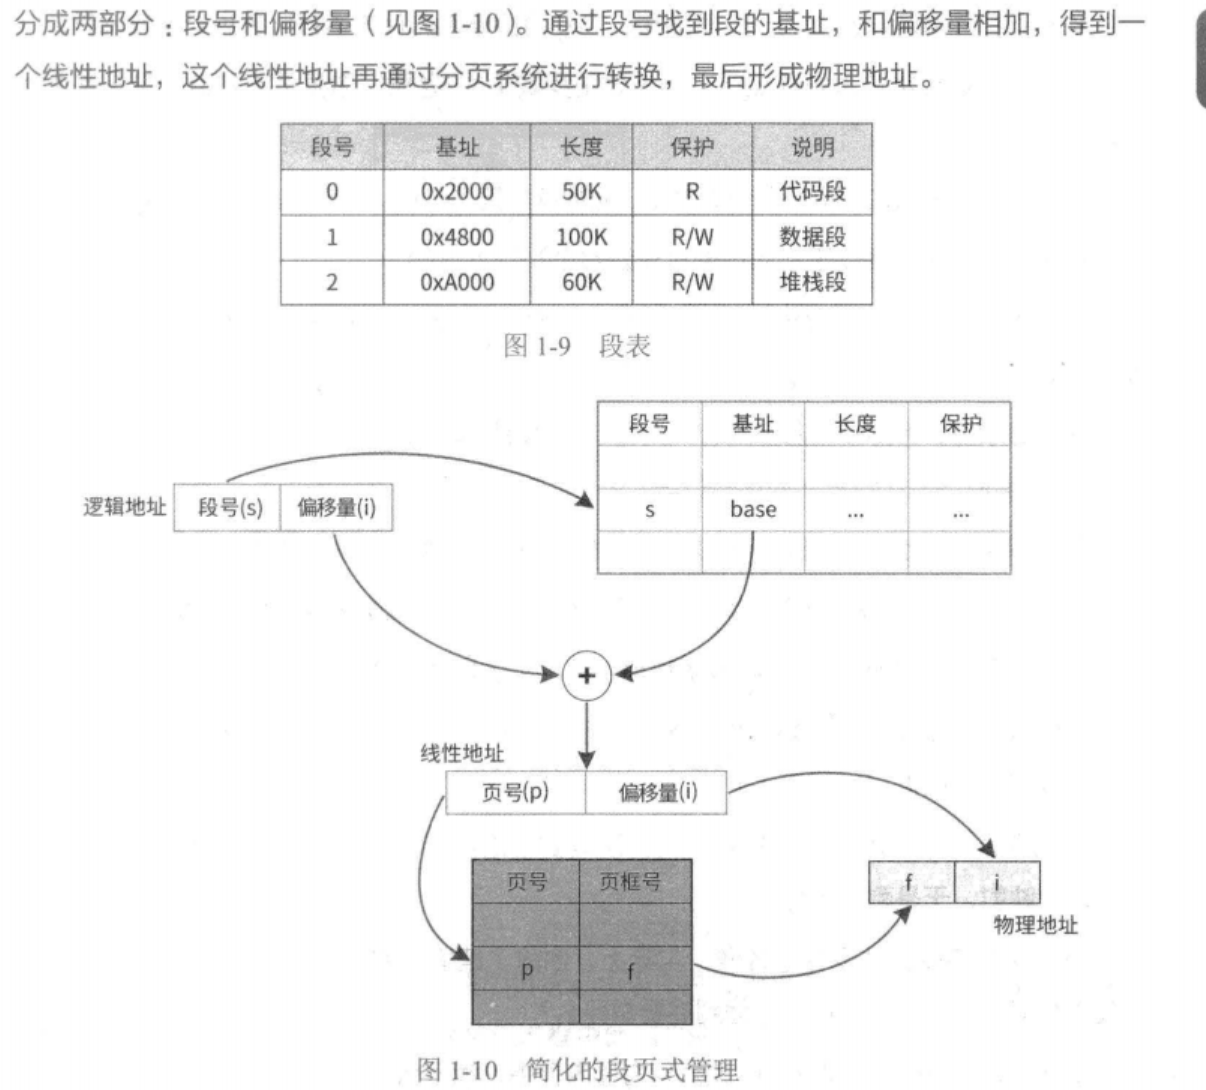 分成两部分：段号和偏移量（见图 1-10）。通过段号找到段的基址，和偏移量相加，得到一
个线性地址，这个线性地址再通过分页系统进行转换，最后形成物理地址。
段号 基址 长度 保护 说明
0 0x2000 50K R 代码段
1 0x4800 100K R/W 数据段
2 0xA000 60K R/W 堆栈段
图 1-9 段表
段号 基址 长度 保护
逻辑地址 段号(s) 偏移量(i)
s base ... ...
+
线性地址
页号(p) 偏移量(i)
页号 页框号
p f
f i
物理地址
图 1-10 简化的段页式管理